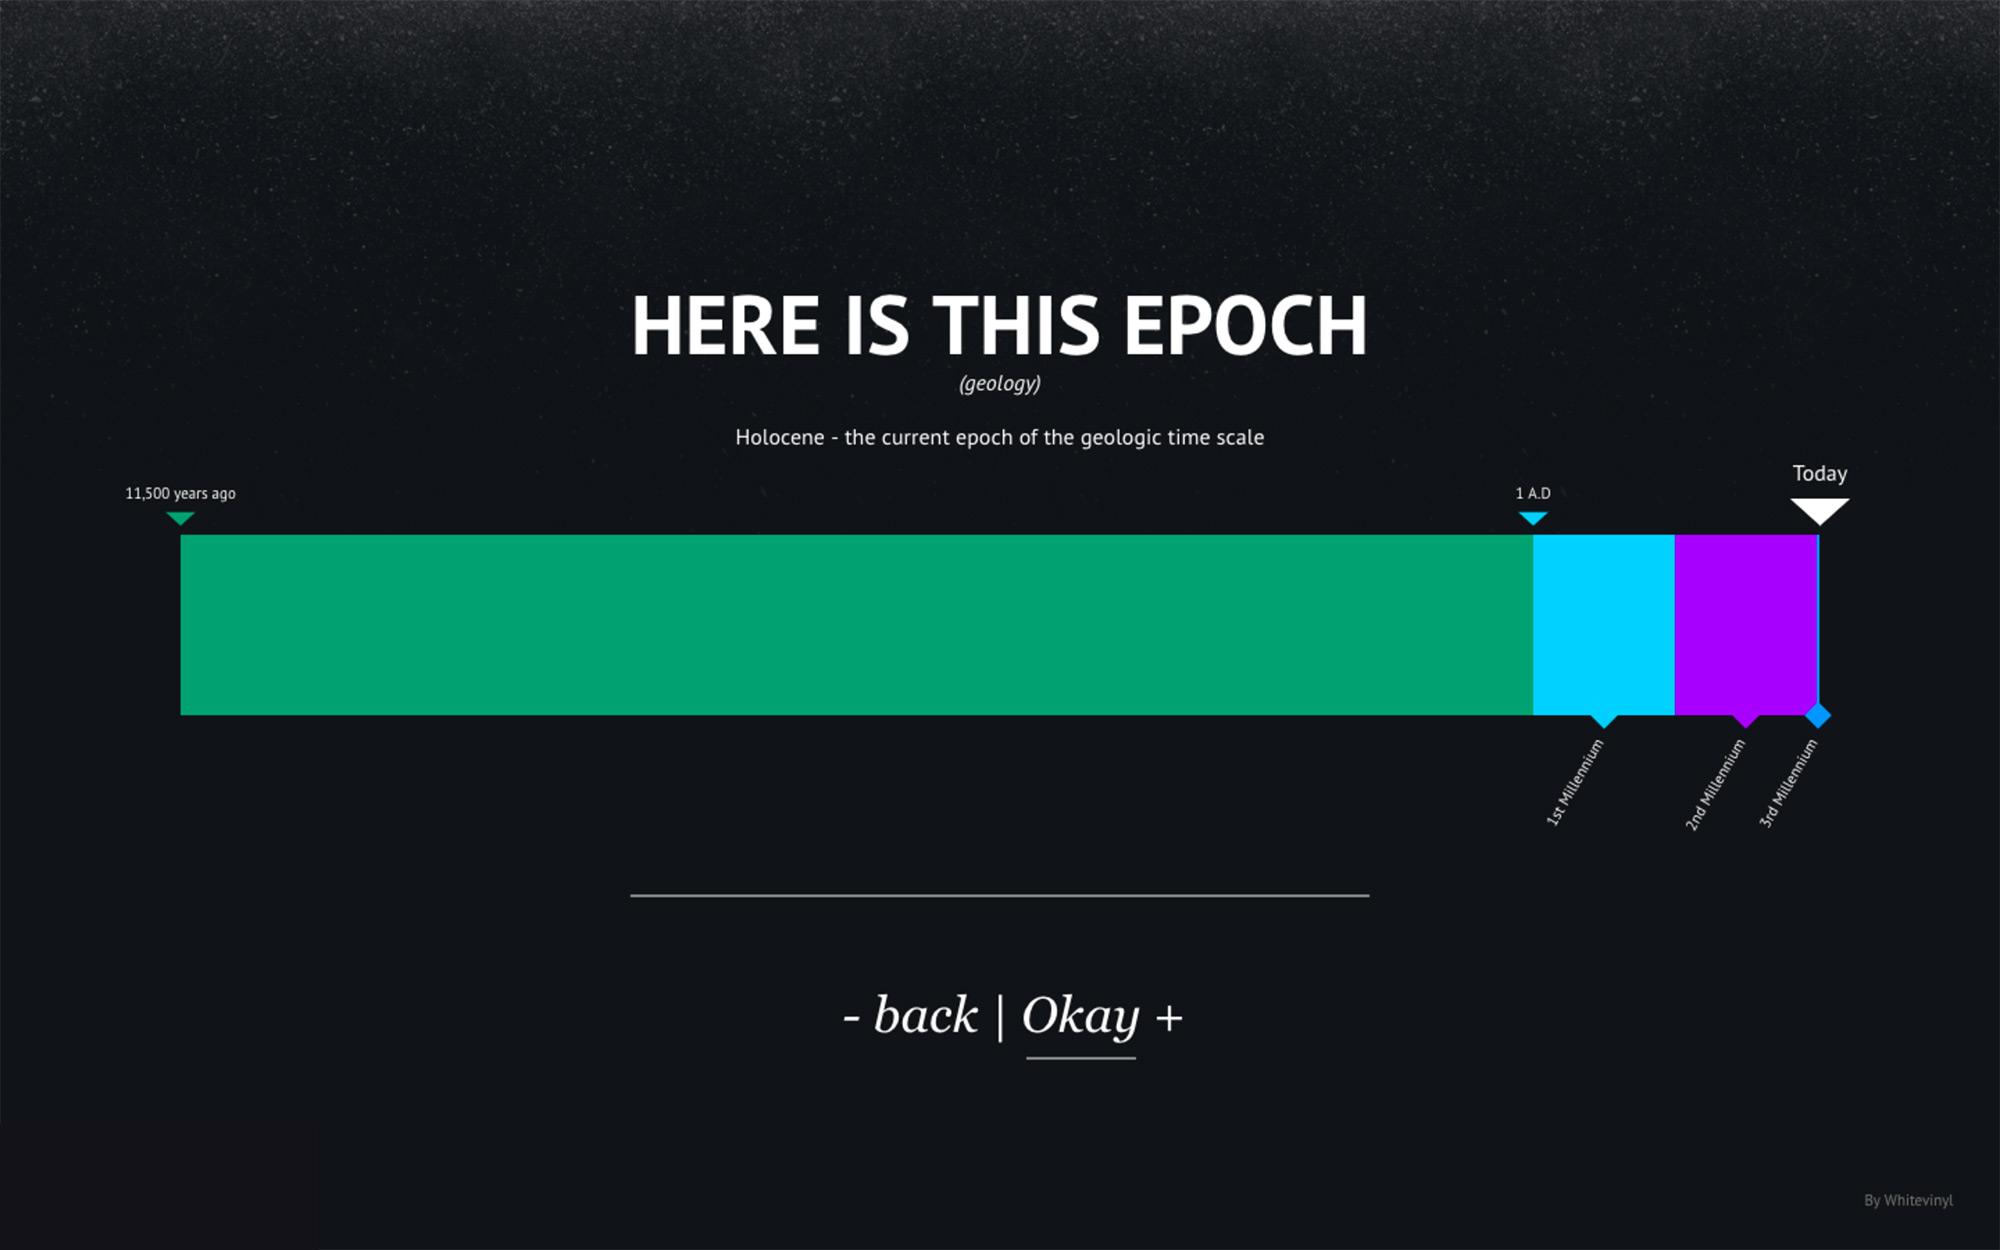 HERE IS THIS EPOCH
(geology)
Holocene - the current epoch of the geologic time scale
Today
11,500 years ago
1 A.D
1st Millennium
2nd Millennium
3rd Millennium
- back | Okay +
By Whitevinyl